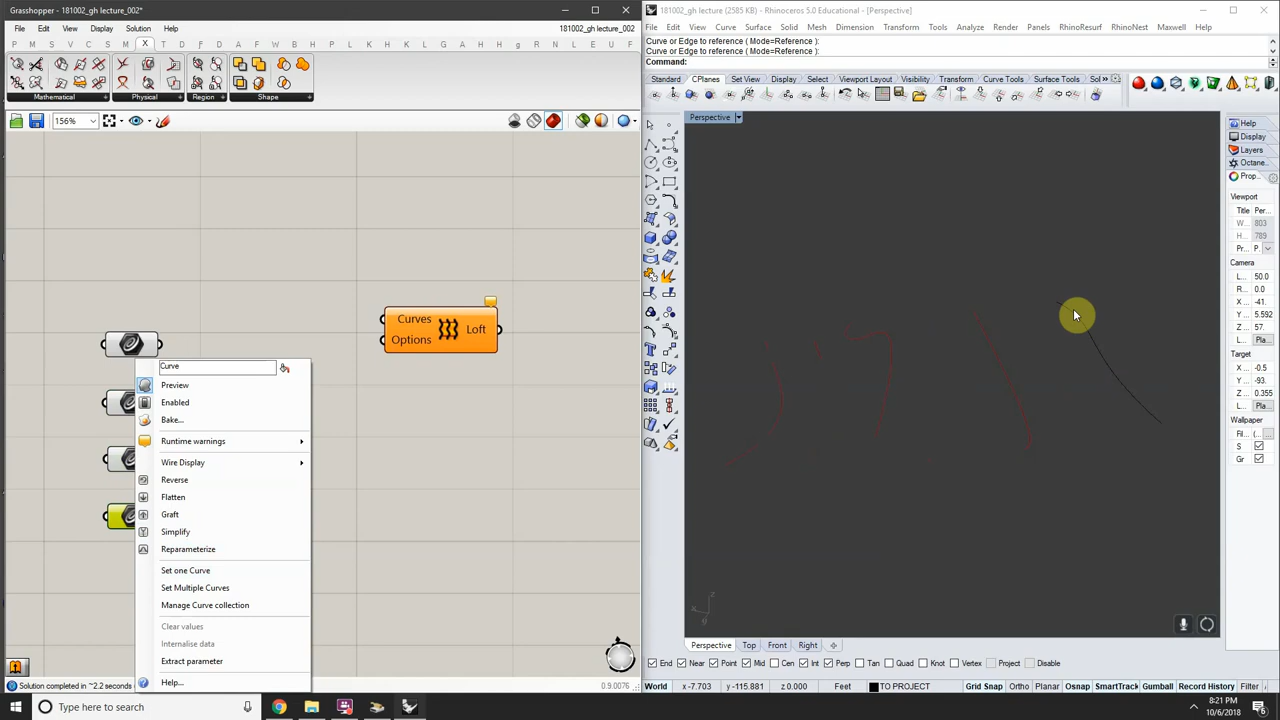 Grasshopper - 181002_gh lecture_002*
File Edit View Display Solution Help
181002_gh lecture_002
X
Mathematical
Physical
Region
Shape
156%
Curves
Options
Loft
Curve
Preview
Enabled
Bake...
Runtime warnings
Wire Display
Reverse
Flatten
Graft
Simplify
Reparameterize
Set one Curve
Set Multiple Curves
Manage Curve collection
Clear values
Internalise data
Extract parameter
Help...
Solution completed in ~2.2 seconds
0.9.0076
181002_gh lecture (2585 KB) - Rhinoceros 5.0 Educational - [Perspective]
File Edit View Curve Surface Solid Mesh Dimension Transform Tools Analyze Render Panels RhinoResurf RhinoNest Maxwell Help
Curve or Edge to reference ( Mode=Reference ):
Curve or Edge to reference ( Mode=Reference ):
Command:
Standard CPlanes Set View Display Select Viewport Layout Visibility Transform Curve Tools Surface Tools Sol
Perspective
z
x
Help
Display
Layers
Octane...
Prop...
Viewport
Title Per...
W... 803
H... 789
Pr... P.
Camera
L... 50.0
R... 0.0
X ... -41.
Y ... 5.592
Z ... 57.
L... Pla...
Target
X ... -0.5
Y ... -93.
Z ... 0.355
L... Pla...
Wallpaper
Fil... (...
S
Gr
Perspective Top Front Right
End Near Point Mid Cen Int Perp Tan Quad Knot Vertex Project Disable
World x -7.703 y -115.881 z 0.000 Feet TO PROJECT Grid Snap Ortho Planar Osnap SmartTrack Gumball Record History Filter
Type here to search
8:21 PM
10/6/2018